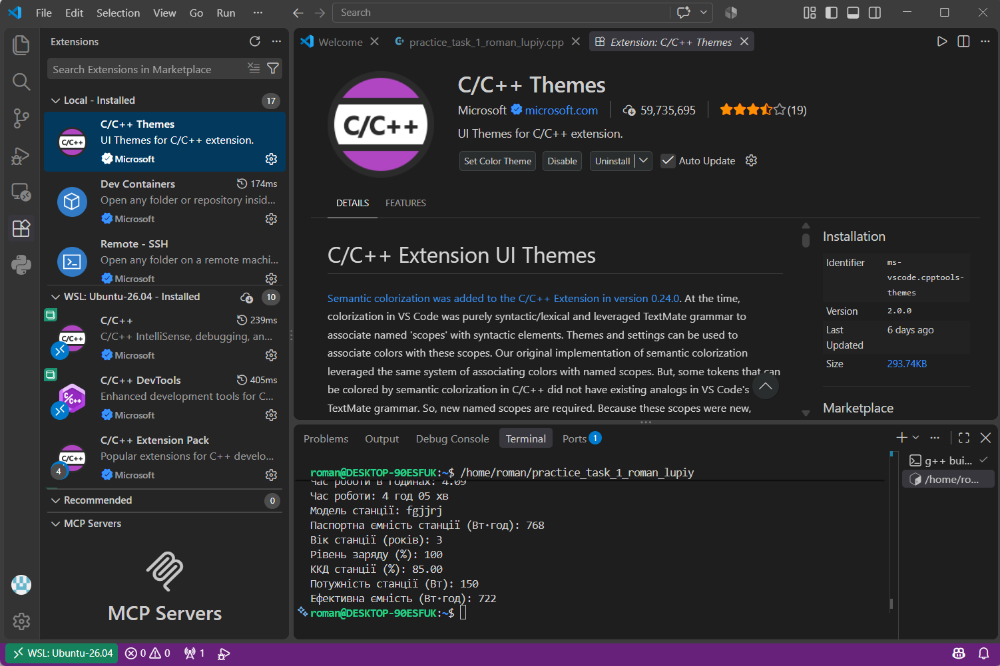 File Edit Selection View Go Run ···
Search
Extensions
Search Extensions in Marketplace
Local - Installed 17
C/C++ Themes
UI Themes for C/C++ extension.
Microsoft
C/C++
Dev Containers 174ms
Open any folder or repository insid...
Microsoft
Remote - SSH
Open any folder on a remote machi...
Microsoft
WSL: Ubuntu-26.04 - Installed 10
C/C++ 239ms
C/C++ IntelliSense, debugging, an...
Microsoft
C/C++
C/C++ DevTools 405ms
Enhanced development tools for C...
Microsoft
C/C++
C/C++ Extension Pack
Popular extensions for C++ develo...
Microsoft
C/C++
4
Recommended 0
MCP Servers
MCP Servers
Welcome practice_task_1_roman_lupiy.cpp Extension: C/C++ Themes
C/C++
C/C++ Themes
Microsoft microsoft.com 59,735,695 (19)
UI Themes for C/C++ extension.
Set Color Theme Disable Uninstall Auto Update
DETAILS FEATURES
C/C++ Extension UI Themes
Semantic colorization was added to the C/C++ Extension in version 0.24.0. At the time,
colorization in VS Code was purely syntactic/lexical and leveraged TextMate grammar to
associate named 'scopes' with syntactic elements. Themes and settings can be used to
associate colors with these scopes. Our original implementation of semantic colorization
leveraged the same system of associating colors with named scopes. But, some tokens that can
be colored by semantic colorization in C/C++ did not have existing analogs in VS Code's
TextMate grammar. So, new named scopes are required. Because these scopes were new,
Installation
Identifier ms-
vscode.cpptools-
themes
Version 2.0.0
Last 6 days ago
Updated
Size 293.74KB
Marketplace
Problems Output Debug Console Terminal Ports 1
roman@DESKTOP-90ESFUK:~$ /home/roman/practice_task_1_roman_lupiy
Час роботи в годинах: 4.09
Час роботи: 4 год 05 хв
Модель станції: fgjjrj
Паспортна ємність станції (Вт·год): 768
Вік станції (років): 3
Рівень заряду (%): 100
ККД станції (%): 85.00
Потужність станції (Вт): 150
Ефективна ємність (Вт·год): 722
roman@DESKTOP-90ESFUK:~$
g++ bui...
/home/ro...
WSL: Ubuntu-26.04 0 0 1